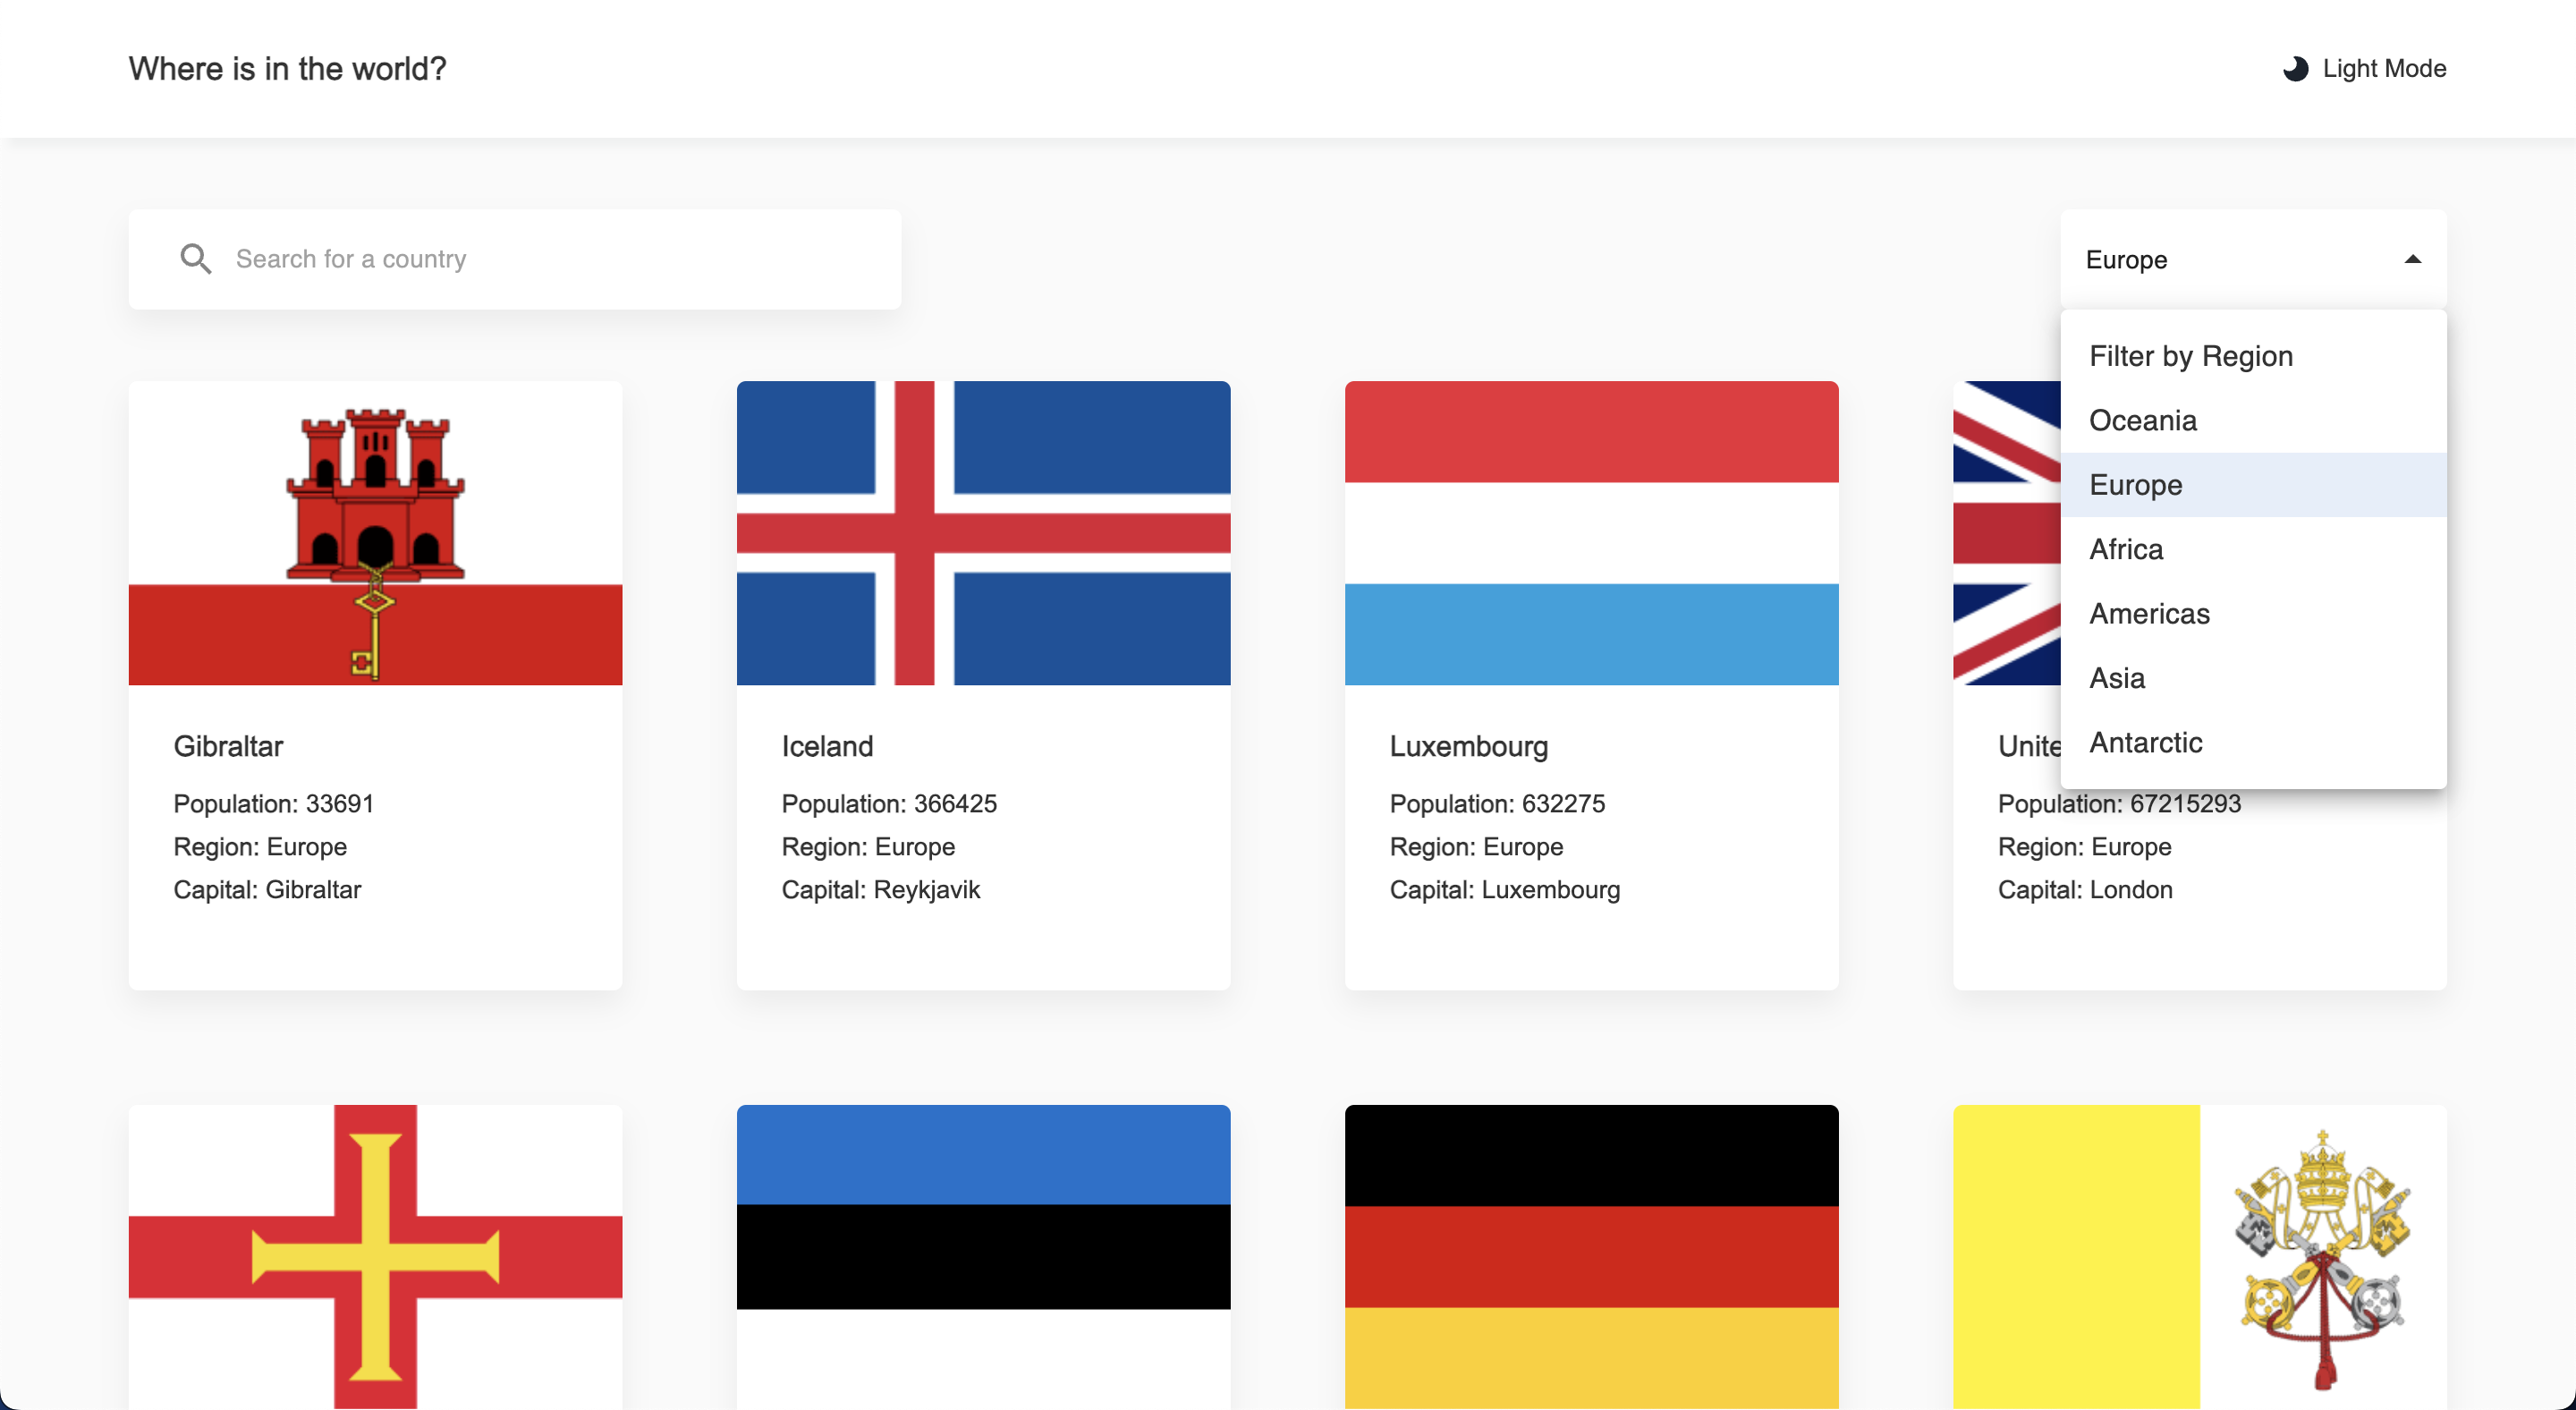 Where is in the world?
Light Mode
Search for a country
Europe
Filter by Region
Oceania
Europe
Africa
Americas
Asia
Antarctic
Gibraltar
Population: 33691
Region: Europe
Capital: Gibraltar
Iceland
Population: 366425
Region: Europe
Capital: Reykjavik
Luxembourg
Population: 632275
Region: Europe
Capital: Luxembourg
Unite
Population: 67215293
Region: Europe
Capital: London